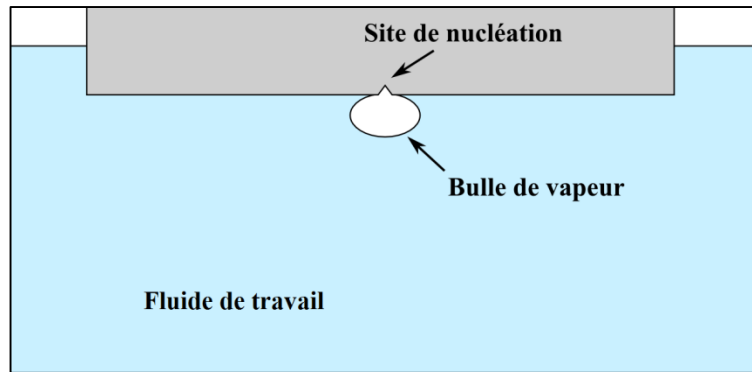 Site de nucléation
Bulle de vapeur
Fluide de travail